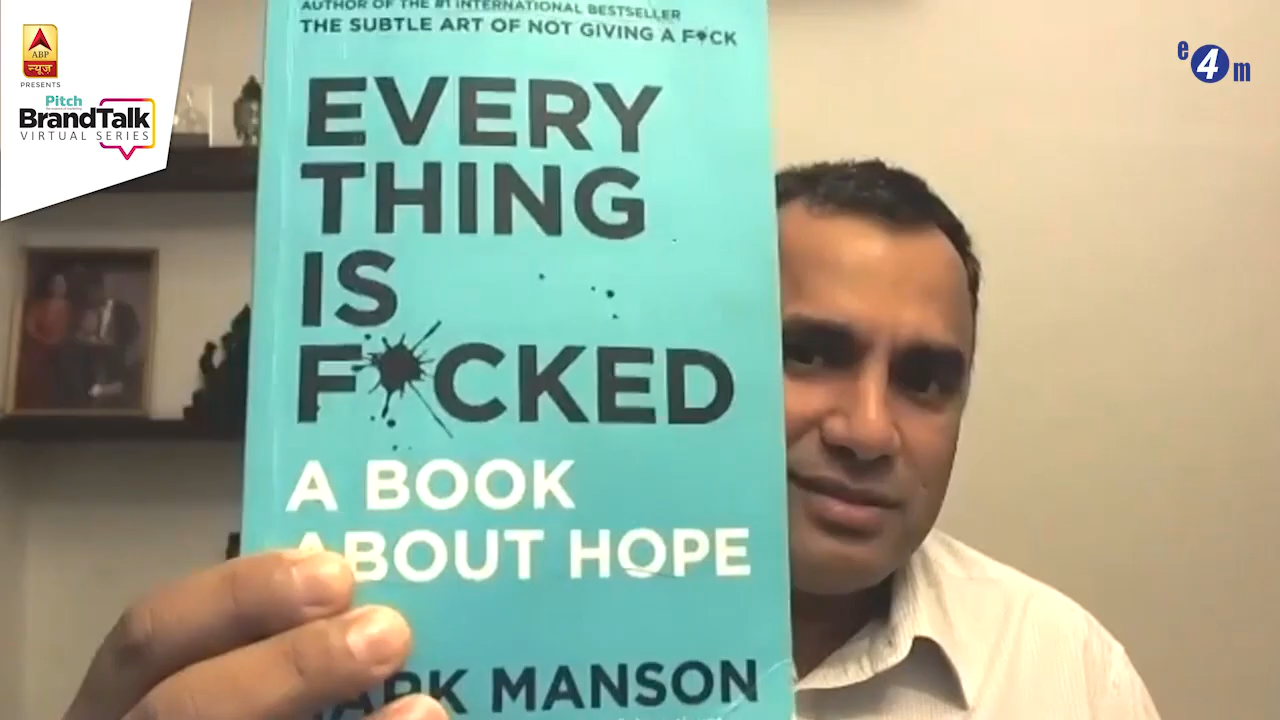 ABP
न्यूज़
PRESENTS
Pitch
BrandTalk
VIRTUAL SERIES
e4m
AUTHOR OF THE #1 INTERNATIONAL BESTSELLER
THE SUBTLE ART OF NOT GIVING A F*CK
EVERY
THING
IS
F*CKED
A BOOK
ABOUT HOPE
MARK MANSON